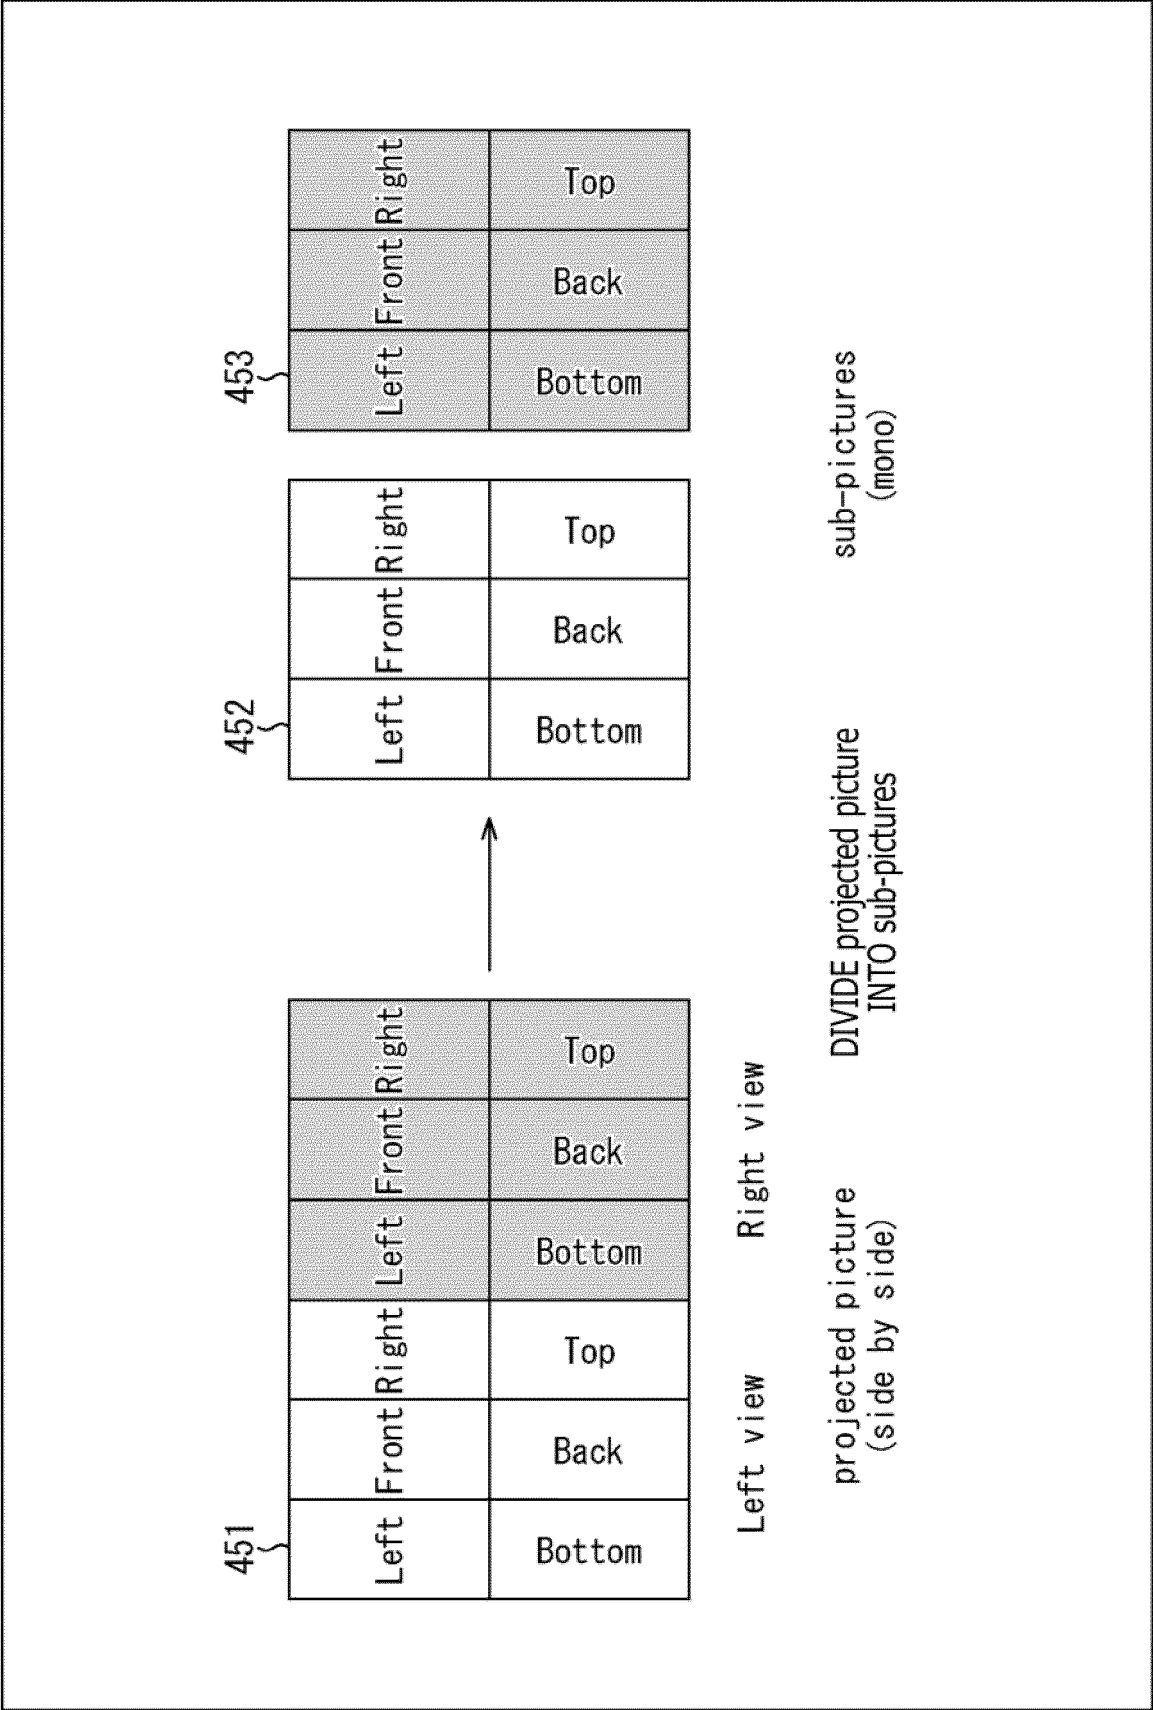 451
452
453
Left Front Right Left Front Right
Bottom Back Top Bottom Back Top
Left Front Right
Bottom Back Top
Left Front Right
Bottom Back Top
Left view
Right view
projected picture
(side by side)
DIVIDE projected picture
INTO sub-pictures
sub-pictures
(mono)